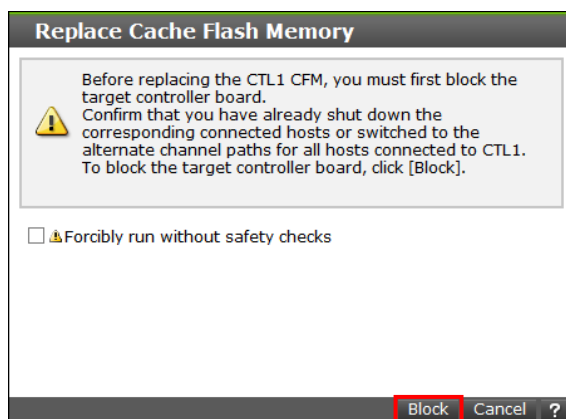 Replace Cache Flash Memory
Before replacing the CTL1 CFM, you must first block the
target controller board.
Confirm that you have already shut down the
corresponding connected hosts or switched to the
alternate channel paths for all hosts connected to CTL1.
To block the target controller board, click [Block].
Forcibly run without safety checks
Block Cancel ?